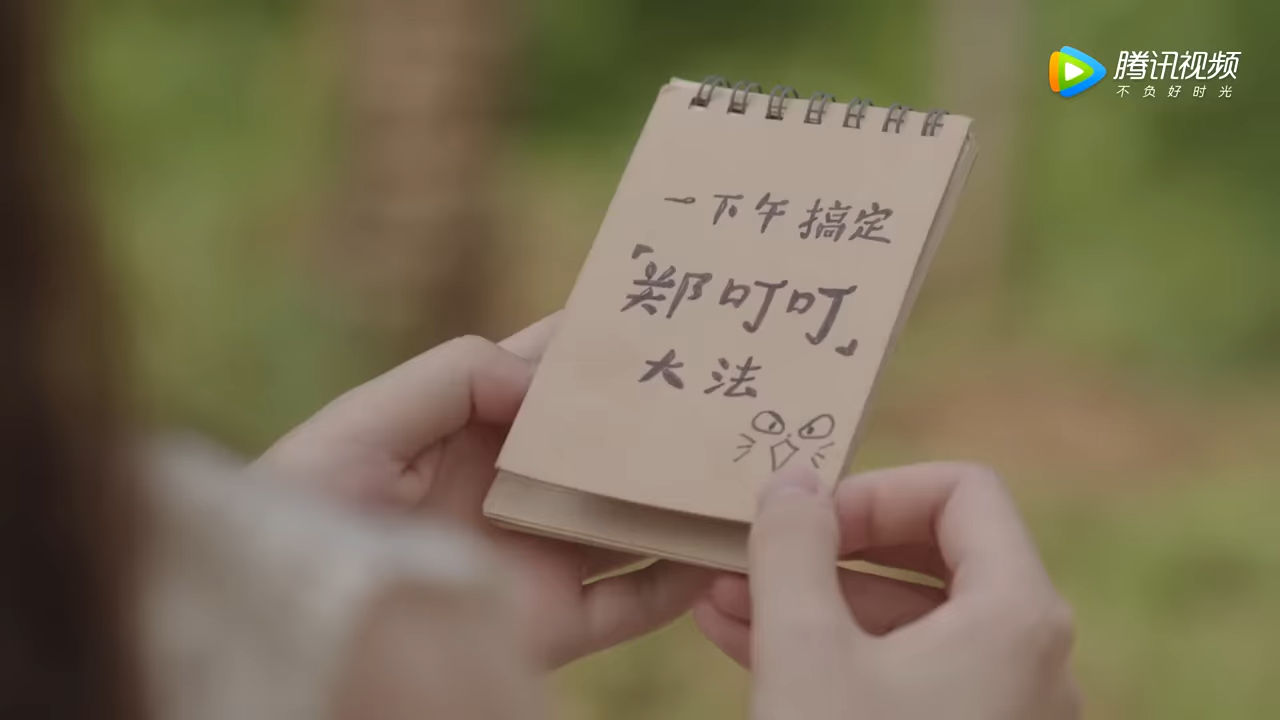 腾讯视频
不负好时光
一下午搞定
「郑叮叮」
大法